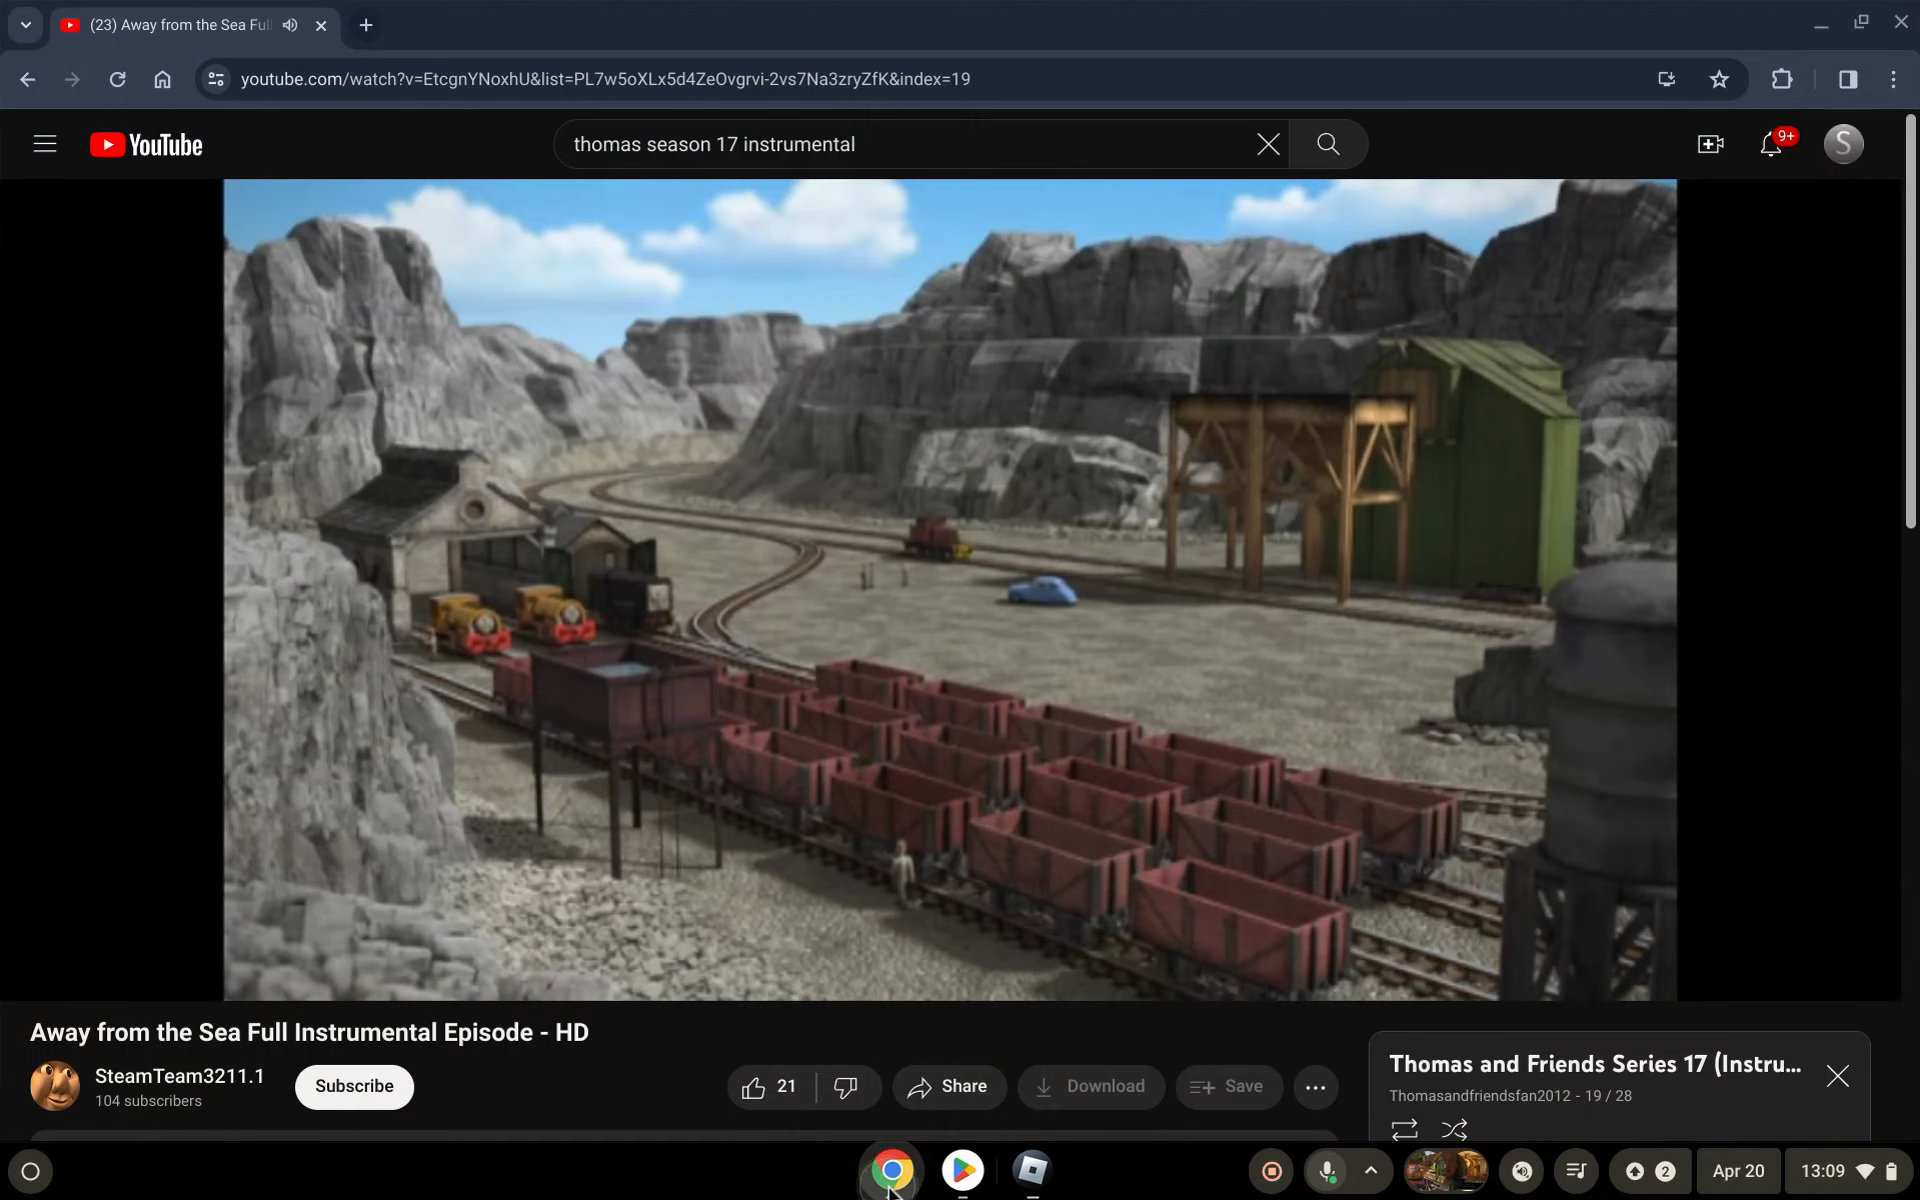 (23) Away from the Sea Ful
youtube.com/watch?v=EtcgnYNoxhU&list=PL7w5oXLx5d4ZeOvgrvi-2vs7Na3zryZfK&index=19
YouTube
thomas season 17 instrumental
9+
S
Away from the Sea Full Instrumental Episode - HD
SteamTeam3211.1
104 subscribers
Subscribe
21
Share
Download
Save
Thomas and Friends Series 17 (Instru...
Thomasandfriendsfan2012 - 19 / 28
2
Apr 20
13:09